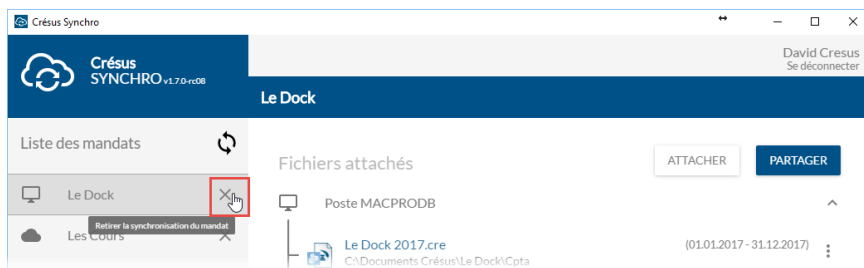 Crésus Synchro
Crésus
SYNCHRO v1.7.0-rc08
David Cresus
Se déconnecter
Le Dock
Liste des mandats
Fichiers attachés
ATTACHER
PARTAGER
Le Dock
Poste MACPRODB
Retirer la synchronisation du mandat
Les Cours
Le Dock 2017.cre
(01.01.2017 - 31.12.2017)
C:\Documents Crésus\Le Dock\Cpta